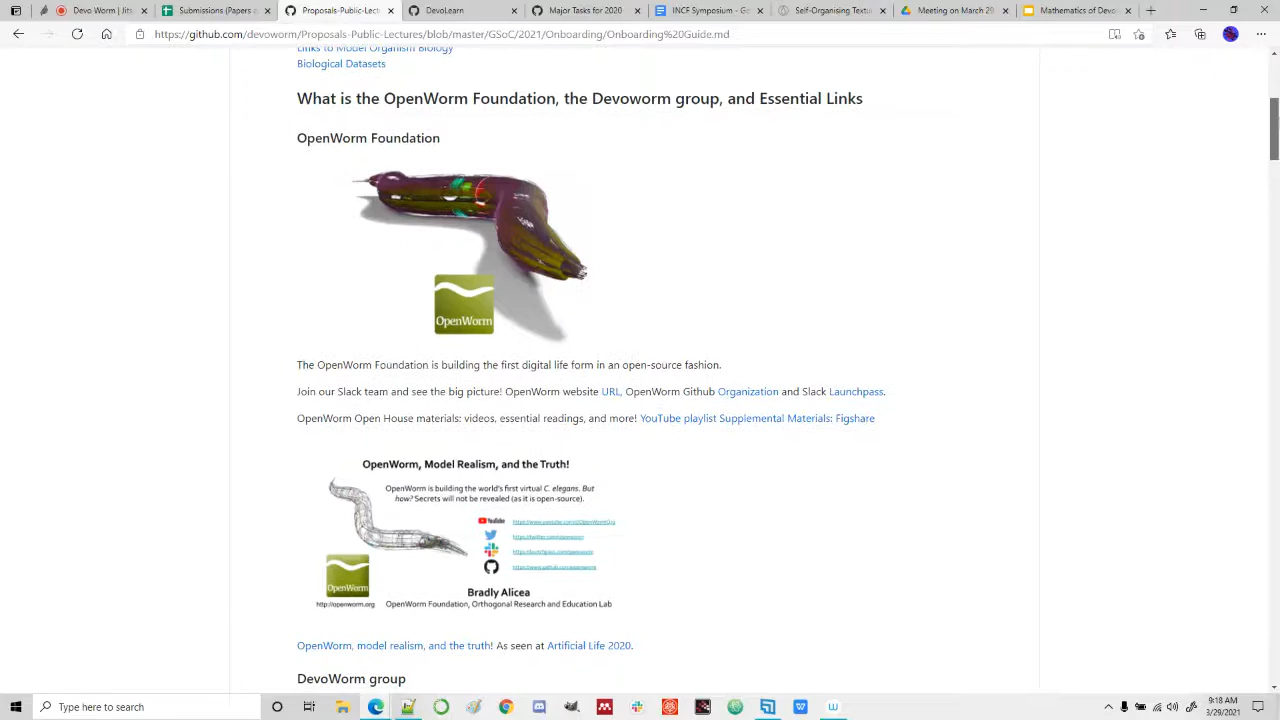 Submissions (Papers
Proposals-Public-L
DevoLearn
Major Tasks for 2020
INCF Symposium - Go
Self-Organising Textu
Meeting on March 29
Mathematics of Devo
https://github.com/devoworm/Proposals-Public-Lectures/blob/master/GSoC/2021/Onboarding/Onboarding%20Guide.md
Links to Model Organism Biology
Biological Datasets
What is the OpenWorm Foundation, the Devoworm group, and Essential Links
OpenWorm Foundation
OpenWorm
The OpenWorm Foundation is building the first digital life form in an open-source fashion.
Join our Slack team and see the big picture! OpenWorm website URL, OpenWorm Github Organization and Slack Launchpass.
OpenWorm Open House materials: videos, essential readings, and more! YouTube playlist Supplemental Materials: Figshare
OpenWorm, Model Realism, and the Truth!
OpenWorm is building the world's first virtual C. elegans. But
how? Secrets will not be revealed (as it is open-source).
YouTube
OpenWorm
http://openworm.org
Bradly Alicea
OpenWorm Foundation, Orthogonal Research and Education Lab
OpenWorm, model realism, and the truth! As seen at Artificial Life 2020.
DevoWorm group
Type here to search
9:18 AM
3/29/2021